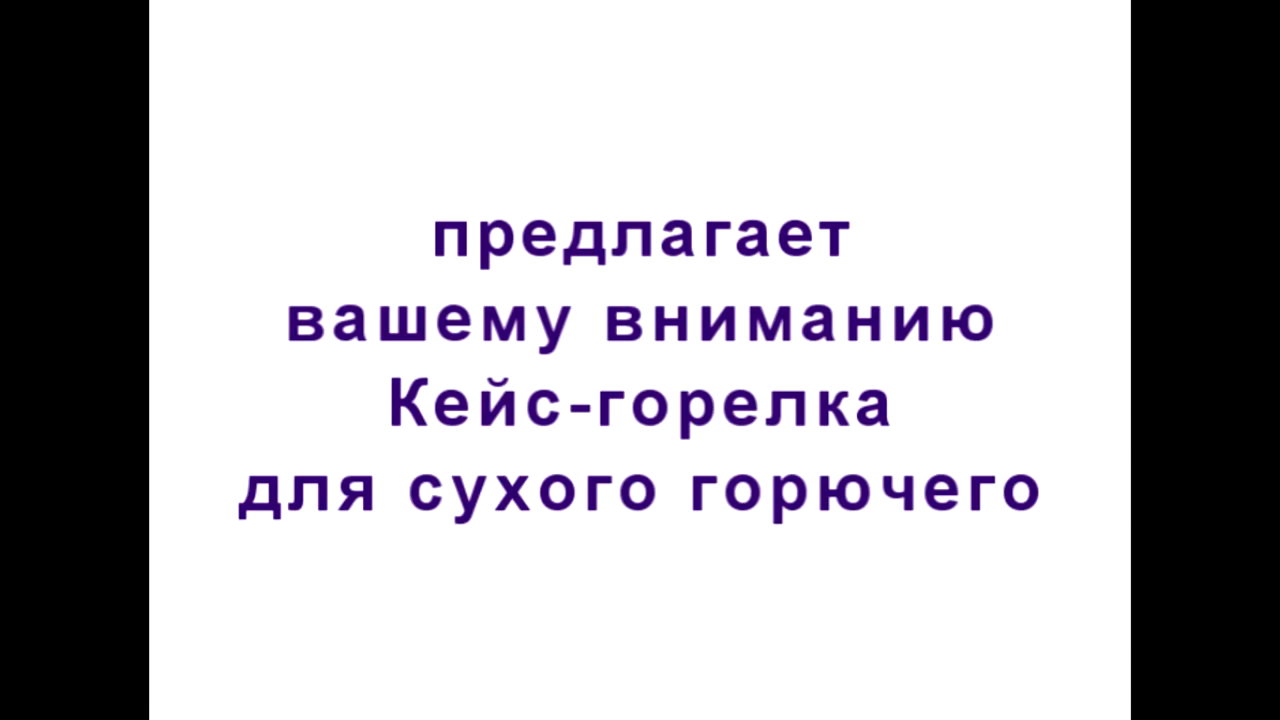 предлагает
вашему вниманию
Кейс-горелка
для сухого горючего